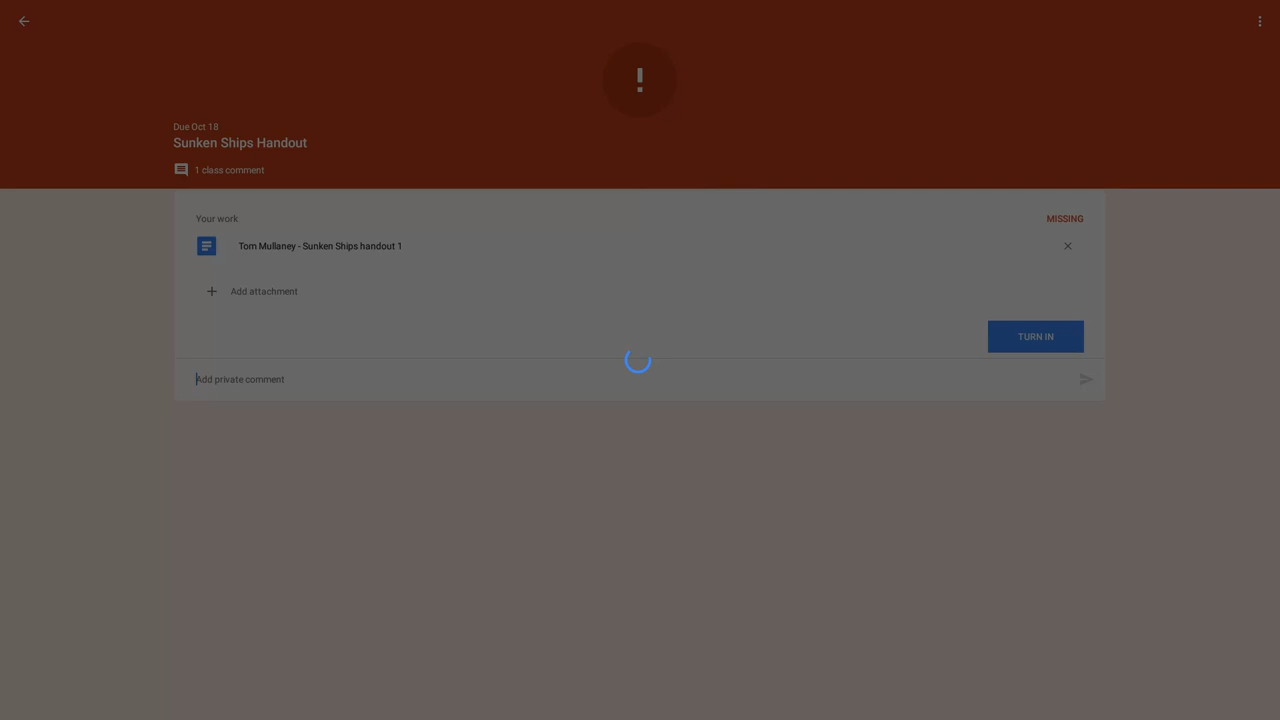 Due Oct 18
Sunken Ships Handout
1 class comment
Your work
MISSING
Tom Mullaney - Sunken Ships handout 1
Add attachment
TURN IN
Add private comment